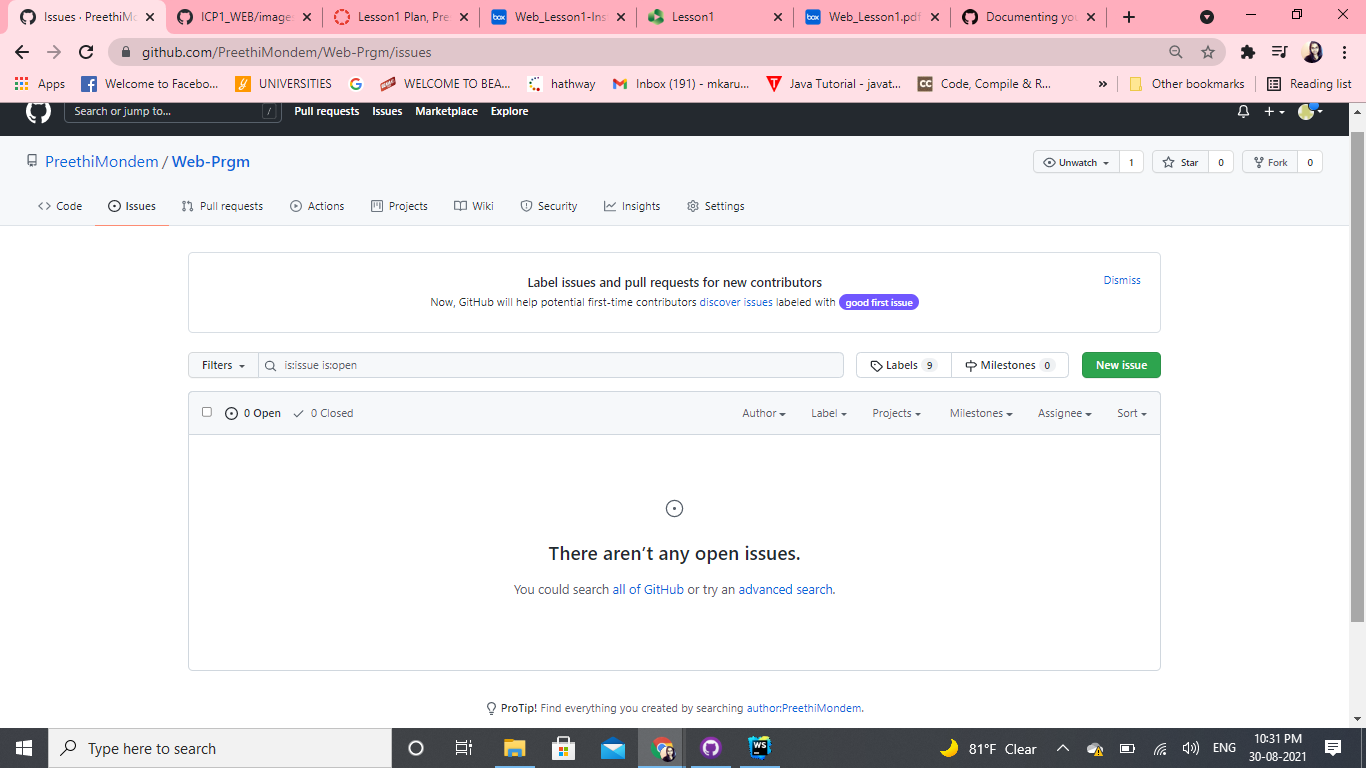 Issues · PreethiMo ICP1_WEB/image Lesson1 Plan, Pre Web_Lesson1-Ins Lesson1 Web_Lesson1.pdf Documenting you
github.com/PreethiMondem/Web-Prgm/issues
Apps Welcome to Facebo... UNIVERSITIES WELCOME TO BEA... hathway Inbox (191) - mkaru... Java Tutorial - javat... CC Code, Compile & R... » Other bookmarks Reading list
Search or jump to... / Pull requests Issues Marketplace Explore
PreethiMondem / Web-Prgm Unwatch 1 Star 0 Fork 0
Code Issues Pull requests Actions Projects Wiki Security Insights Settings
Label issues and pull requests for new contributors Dismiss
Now, GitHub will help potential first-time contributors discover issues labeled with good first issue
Filters is:issue is:open Labels 9 Milestones 0 New issue
0 Open 0 Closed Author Label Projects Milestones Assignee Sort
There aren't any open issues.
You could search all of GitHub or try an advanced search.
ProTip! Find everything you created by searching author:PreethiMondem.
Type here to search WS 81°F Clear ENG 10:31 PM
30-08-2021